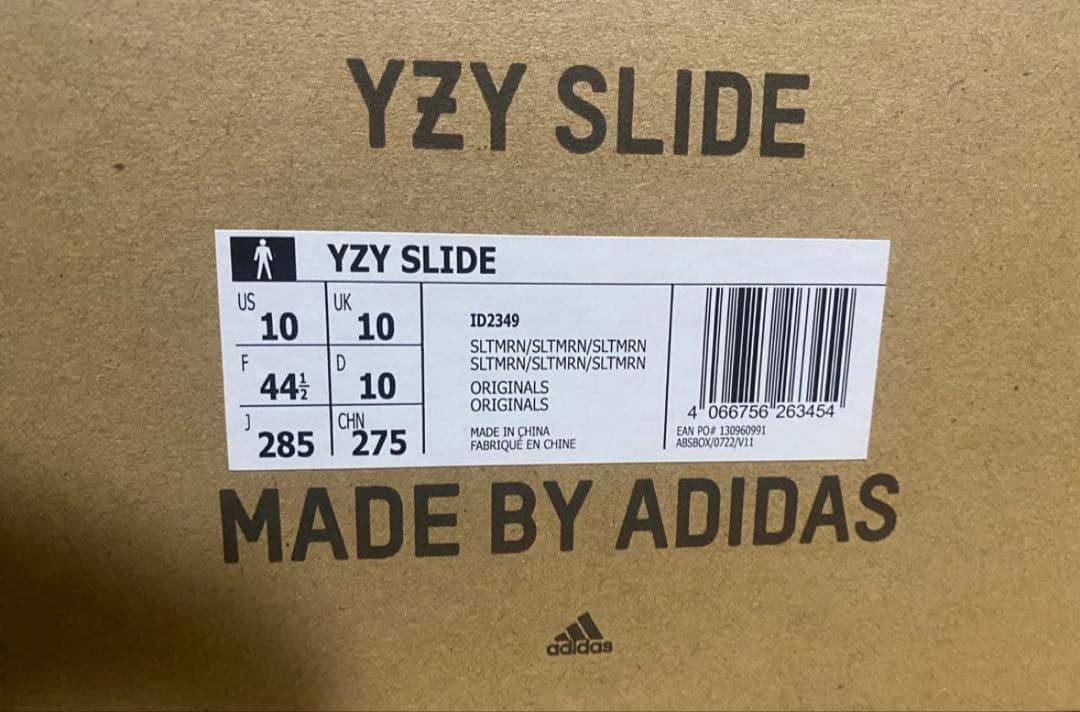 YZY SLIDE
YZY SLIDE
US 10 UK 10
F 44½ D 10
J 285 CHN 275
ID2349
SLTMRN/SLTMRN/SLTMRN
SLTMRN/SLTMRN/SLTMRN
ORIGINALS
ORIGINALS
MADE IN CHINA
FABRIQUÉ EN CHINE
4 066756 263454
EAN PO# 130960991
ABSBOX/0722/V11
MADE BY ADIDAS
adidas